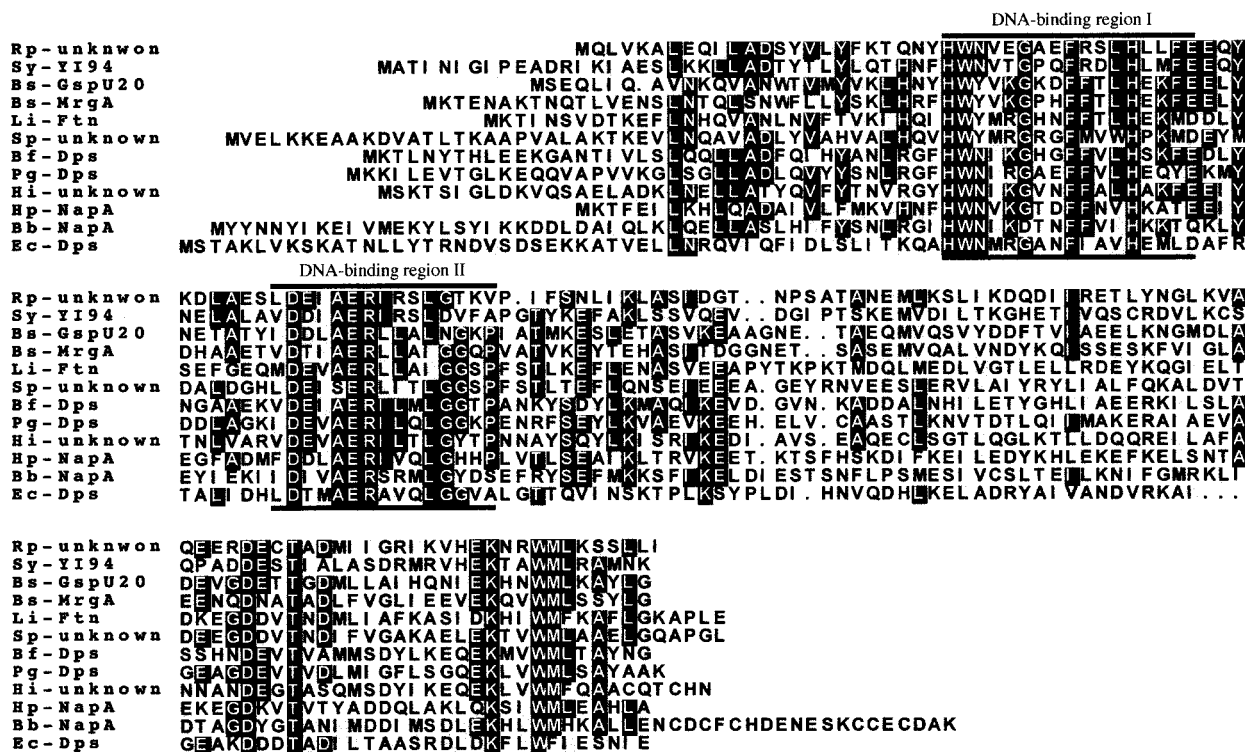 DNA-binding region I
Rp-unknwon MQLVKALEQILADSYVLYFKTQNYHWNVEGAEFRSLHLLFEEQY
Sy-YI94 MATINIGIPEADRIKIAESLKKLLADTYTLYLQTHNFHWNVTGPQFRDLHLMFEEQY
Bs-GspU20 MSEQLIQ.AVNKQVANWTVMYVKLHNYHWYVKGKDFFTLHEKFEELY
Bs-MrgA MKTENAKTNQTLVENSLNTQLSNWFLLYSKLHRFHWYVKGPHFFTLHEKFEELY
Li-Ftn MKTINSVDTKEFLNHQVANLNVFTVKIHQIHWYMRGHNFFTLHEKMDDLY
Sp-unknown MVELKKEAAKDVATLTKAAPVALAKTKEVLNQAVADLYVAHVALHQVHWYMRGRGFMVWHPKMDEYM
Bf-Dps MKTLNYTHLEEKGANTIVLSLQQLLADFQIHYANLRGFHWNIKGHGFFVLHSKFEDLY
Pg-Dps MKKILEVTGLKEQQVAPVVKGLSGLLADLQVYYSNLRGFHWNIRGAEFFVLHEQYEKMY
Hi-unknown MSKTSIGLDKVQSAELADKLNELLATYQVFYTNVRGYHWNIKGVNFFALHAKFEEIY
Hp-NapA MKTFEILKHLQADAIVLFMKVHNFHWNVKGTDFFNVHKATEEIY
Bb-NapA MYYNNYIKEIVMEKYLSYIKKDDLDAIQLKLQELLASLHIFYSNLRGIHWNIKDTNFFVIHKKTQKLY
Ec-Dps MSTAKLVKSKATNLLYTRNDVSDSEKKATVELLNRQVIQFIDLSLITKQAHWNMRGANFIAVHEMLDAFR
DNA-binding region II
Rp-unknwon KDLAESLDEIAERIRSLGTKVP.IFSNLIKLASIDGT..NPSATANEMLKSLIKDQDIIRETLYNGLKVA
Sy-YI94 NELALAVDDIAERIRSLDVFAPGTYKEFAKLSSVQEV..DGIPTSKEMVDILTKGHETIVQSCRDVLKCS
Bs-GspU20 NETATYIDDLAERLLALNGKPIATMKESLETASVKEAAGNE..TAEQMVQSVYDDFTVIAEELKNGMDLA
Bs-MrgA DHAAETVDTIAERLLAIGGQPVATVKEYTEHASITDGGNET..SASEMVQALVNDYKQISSESKFVIGLA
Li-Ftn SEFGEQMDEVAERLLAIGGSPFSTLKEFLENASVEEAPYTKPKTMDQLMEDLVGTLELLRDEYKQGIELT
Sp-unknown DALDGHLDEISERLITLGGSPFSTLTEFLQNSEIEEEAGEYRNVEESLERVLAIYRYLIALFQKALDVT
Bf-Dps NGAAEKVDEIAERILMLGGTPANKYSDYLKMAQIKEVD.GVN.KADDALNHILETYGHLIAEERKILSLA
Pg-Dps DDLAGKIDEVAERILQLGGKPENRFSEYLKVAEVKEEH.ELV.CAASTLKNVTDTLQIIMAKERAIAEVA
Hi-unknown TNLVARVDEVAERILTLGYTPNNAYSQYLKISRIKEDI.AVS.EAQECLSGTLQGLKTLLDQQREILAFA
Hp-NapA EGFADMFDDLAERIVQLGHHPLVTLSEAIKLTRVKEET.KTSFHSKDIFKEILEDYKHLEKEFKELSNTA
Bb-NapA EYIEKIIDIVAERSRMLGYDSEFRYSEFMKKSFIKELDIESTSNFLPSMESIVCSLTEILKNIFGMRKLI
Ec-Dps TALIDHLDTMAERAVQLGGVALGTTQVINSKTPLKSYPLDI.HNVQDHLKELADRYAIVANDVRKAI...
Rp-unknwon QEERDECTADMIIGRIKVHEKNRWMLKSSLLI
Sy-YI94 QPADDESTIALASDRMRVHEKTAWMLRAMNK
Bs-GspU20 DEVGDETTGDMLLAIHQNIEKHNWMLKAYLG
Bs-MrgA EENQDNATADLFVGLIEEVEKQVWMLSSYLG
Li-Ftn DKEGDDVTNDMLIAFKASIDKHIWMFKAFLGKAPLE
Sp-unknown DEEGDDVTNDIFVGAKAELEKTVWMLAAELGQAPGL
Bf-Dps SSHNDEVTVAMMSDYLKEQEKMVWMLTAYNG
Pg-Dps GEAGDEVTVDLMIGFLSGQEKLVWMLSAYAAK
Hi-unknown NNANDEGTASQMSDYIKEQEKLVWMFQAACQTCHN
Hp-NapA EKEGDKVTVTYADDQLAKLQKSIWMLEAHLA
Bb-NapA DTAGDYGTANIMDDIMSDLEKHLWMHKALLENCDCFCHDENESKCCECDAK
Ec-Dps GEAKDDDTADILTAASRDLDKFLWFIESNIE